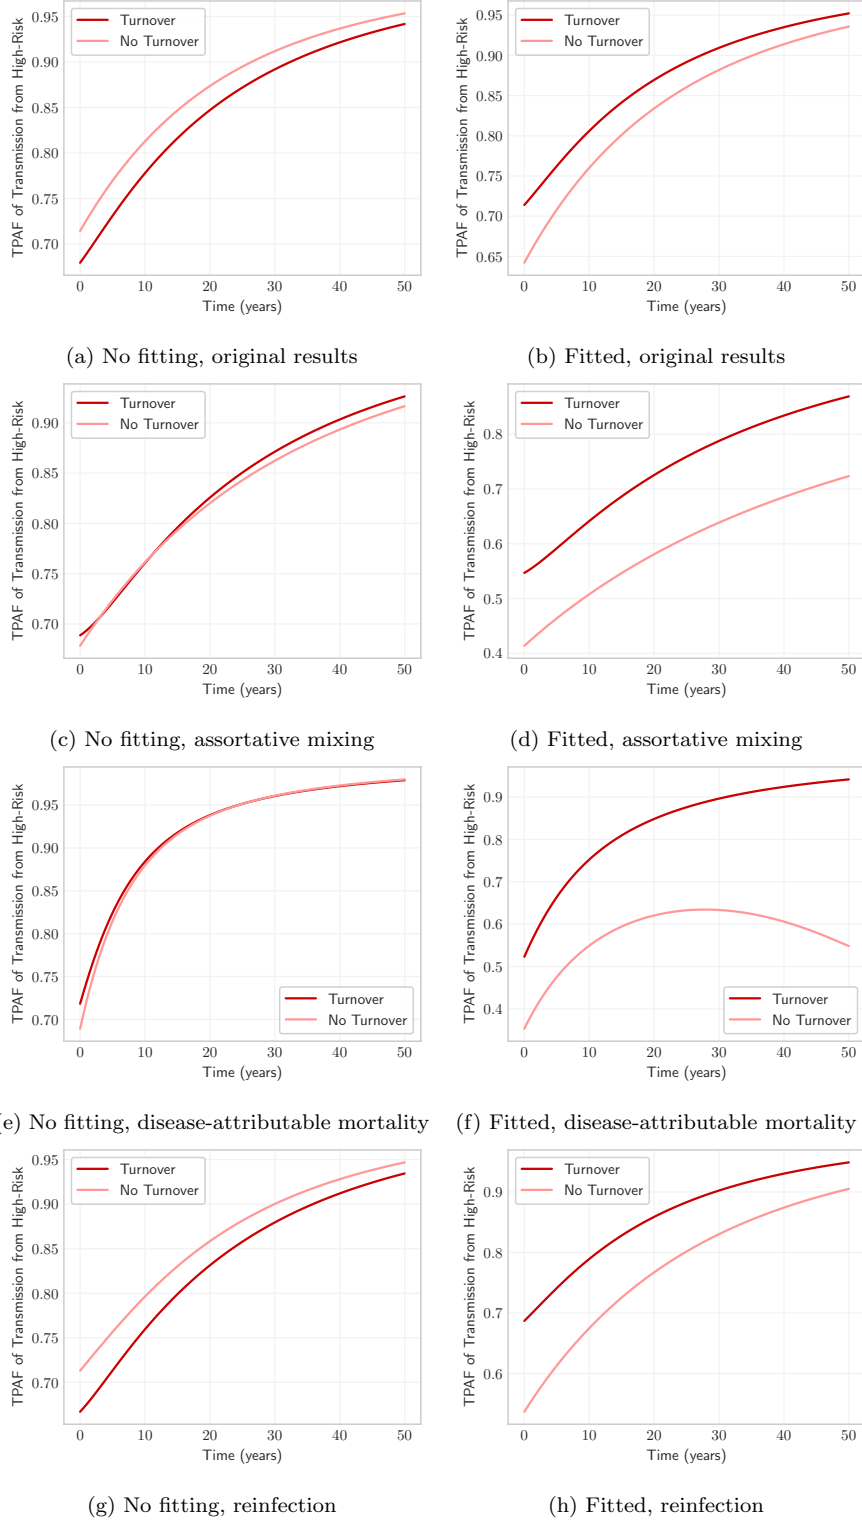 TPAF of Transmission from High-Risk
0.95
0.90
0.85
0.80
0.75
0.70
Turnover
No Turnover
0 10 20 30 40 50
Time (years)
(a) No fitting, original results
TPAF of Transmission from High-Risk
0.95
0.90
0.85
0.80
0.75
0.70
0.65
Turnover
No Turnover
0 10 20 30 40 50
Time (years)
(b) Fitted, original results
TPAF of Transmission from High-Risk
0.90
0.85
0.80
0.75
0.70
Turnover
No Turnover
0 10 20 30 40 50
Time (years)
(c) No fitting, assortative mixing
TPAF of Transmission from High-Risk
0.8
0.7
0.6
0.5
0.4
Turnover
No Turnover
0 10 20 30 40 50
Time (years)
(d) Fitted, assortative mixing
TPAF of Transmission from High-Risk
0.95
0.90
0.85
0.80
0.75
0.70
Turnover
No Turnover
0 10 20 30 40 50
Time (years)
e) No fitting, disease-attributable mortality
TPAF of Transmission from High-Risk
0.9
0.8
0.7
0.6
0.5
0.4
Turnover
No Turnover
0 10 20 30 40 50
Time (years)
(f) Fitted, disease-attributable mortality
TPAF of Transmission from High-Risk
0.95
0.90
0.85
0.80
0.75
0.70
Turnover
No Turnover
0 10 20 30 40 50
Time (years)
(g) No fitting, reinfection
TPAF of Transmission from High-Risk
0.9
0.8
0.7
0.6
Turnover
No Turnover
0 10 20 30 40 50
Time (years)
(h) Fitted, reinfection